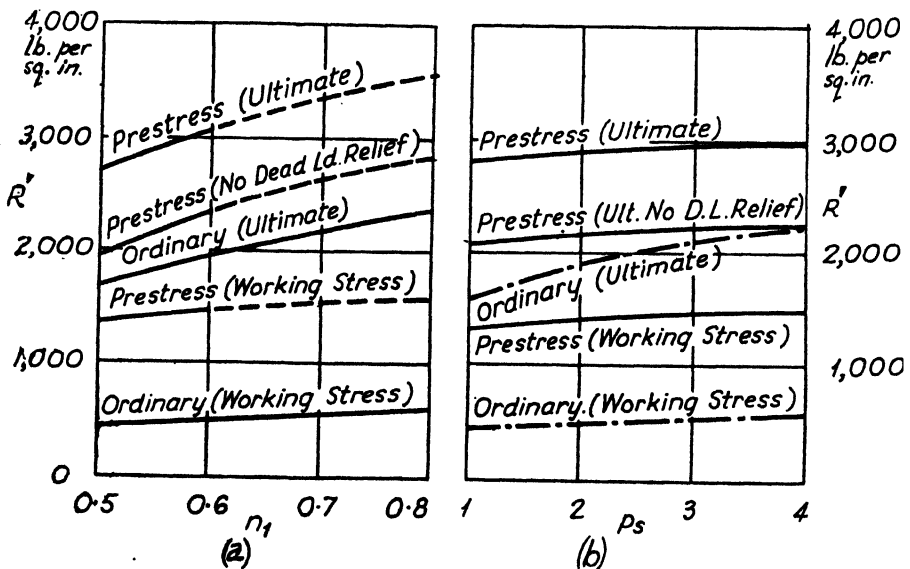 4,000
lb. per
sq. in.
Prestress (Ultimate)
3,000
Prestress (No Dead Ld. Relief)
R'
Ordinary (Ultimate)
2,000
Prestress (Working Stress)
1,000
Ordinary (Working Stress)
0
0·5
0·6
0·7
0·8
n1
(a)
4,000
lb. per
sq. in.
Prestress (Ultimate)
3,000
Prestress (Ult. No D.L. Relief)
R'
2,000
Ordinary (Ultimate)
Prestress (Working Stress)
1,000
Ordinary. (Working Stress)
1
2
3
4
Ps
(b)